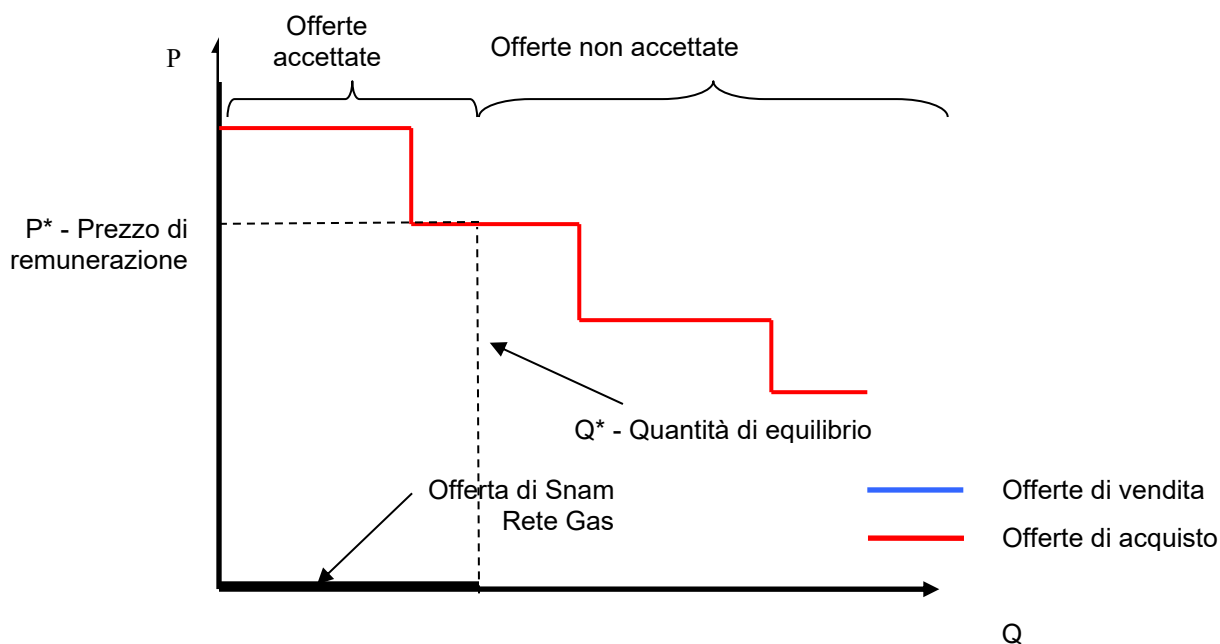 Offerte
accettate
Offerte non accettate
P
P* - Prezzo di
remunerazione
Q* - Quantità di equilibrio
Offerta di Snam
Rete Gas
Offerte di vendita
Offerte di acquisto
Q